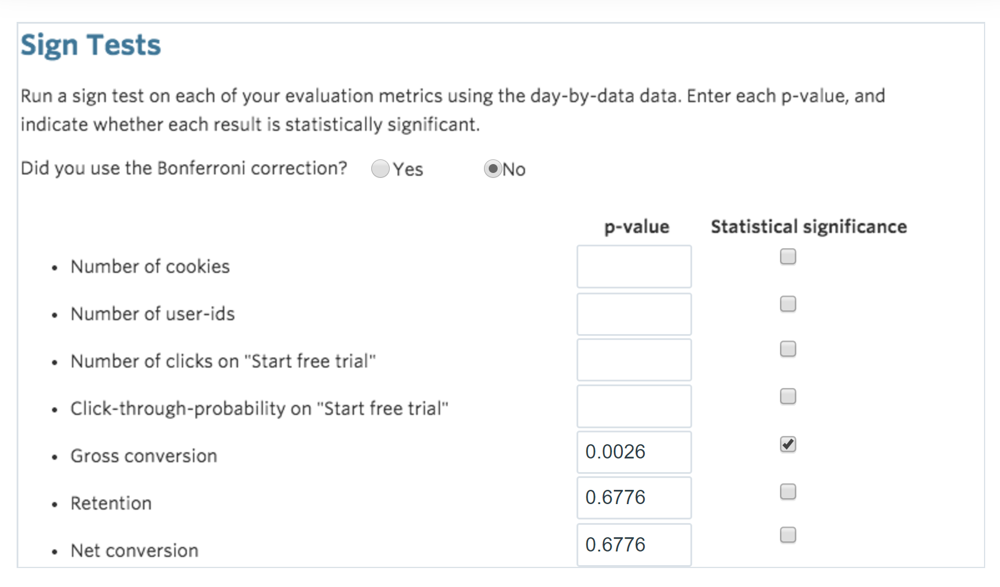 Sign Tests
Run a sign test on each of your evaluation metrics using the day-by-data data. Enter each p-value, and
indicate whether each result is statistically significant.
Did you use the Bonferroni correction? Yes No
p-value Statistical significance
• Number of cookies
• Number of user-ids
• Number of clicks on "Start free trial"
• Click-through-probability on "Start free trial"
• Gross conversion 0.0026
• Retention 0.6776
• Net conversion 0.6776